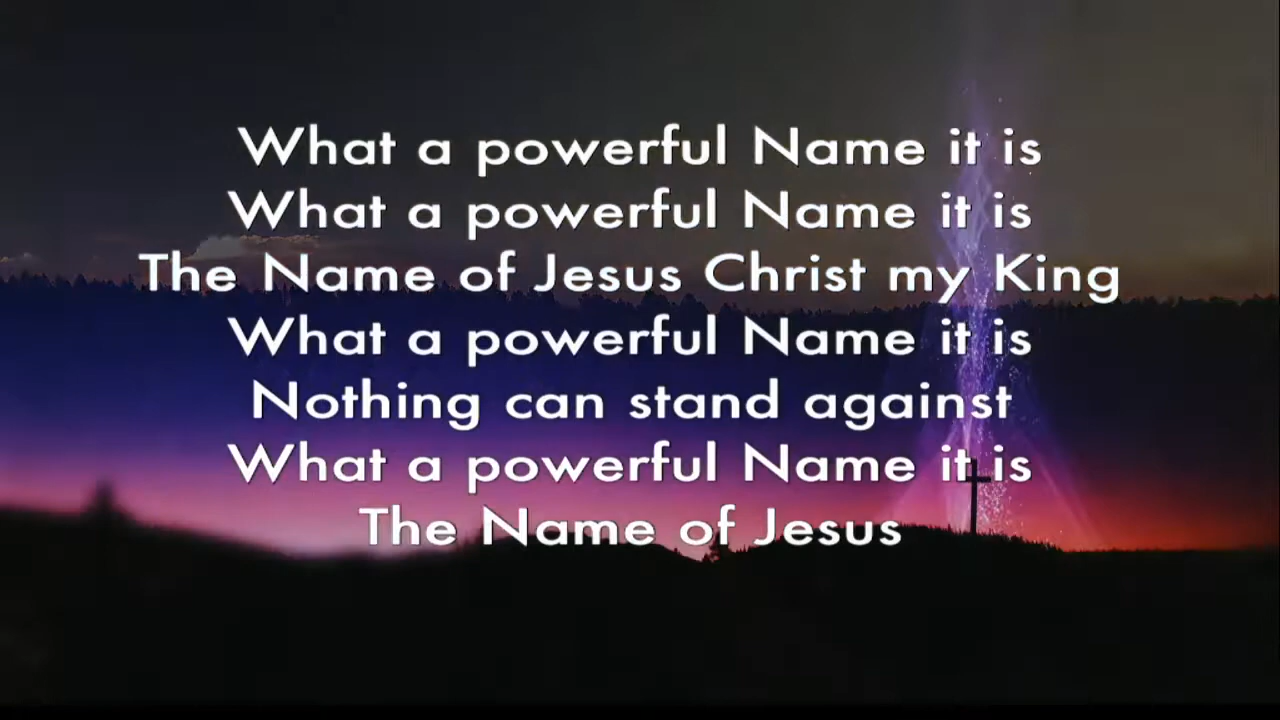 What a powerful Name it is
What a powerful Name it is
The Name of Jesus Christ my King
What a powerful Name it is
Nothing can stand against
What a powerful Name it is
The Name of Jesus